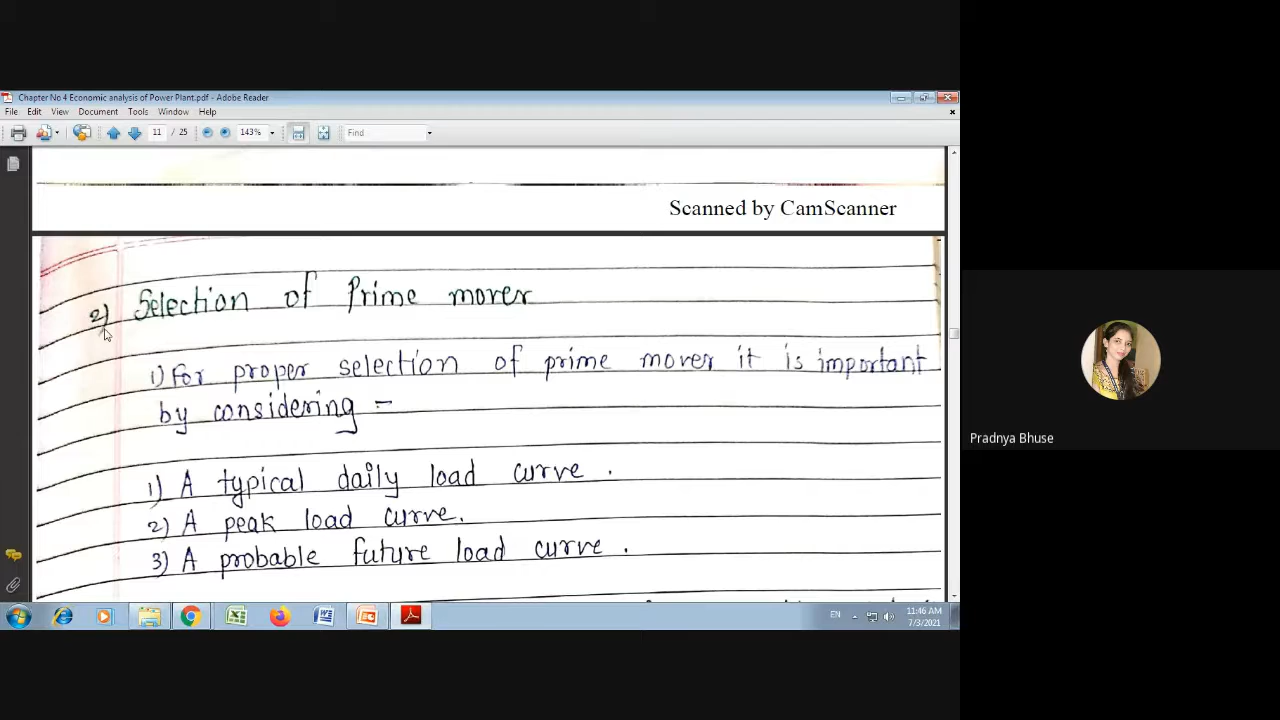 Chapter No 4 Economic analysis of Power Plant.pdf - Adobe Reader
File Edit View Document Tools Window Help
11 / 25 143% Find
Scanned by CamScanner
2) Selection of Prime mover
1) For proper selection of prime mover it is important
by considering =
1) A typical daily load curve .
2) A peak load curve.
3) A probable future load curve .
Pradnya Bhuse
EN 11:46 AM
7/3/2021